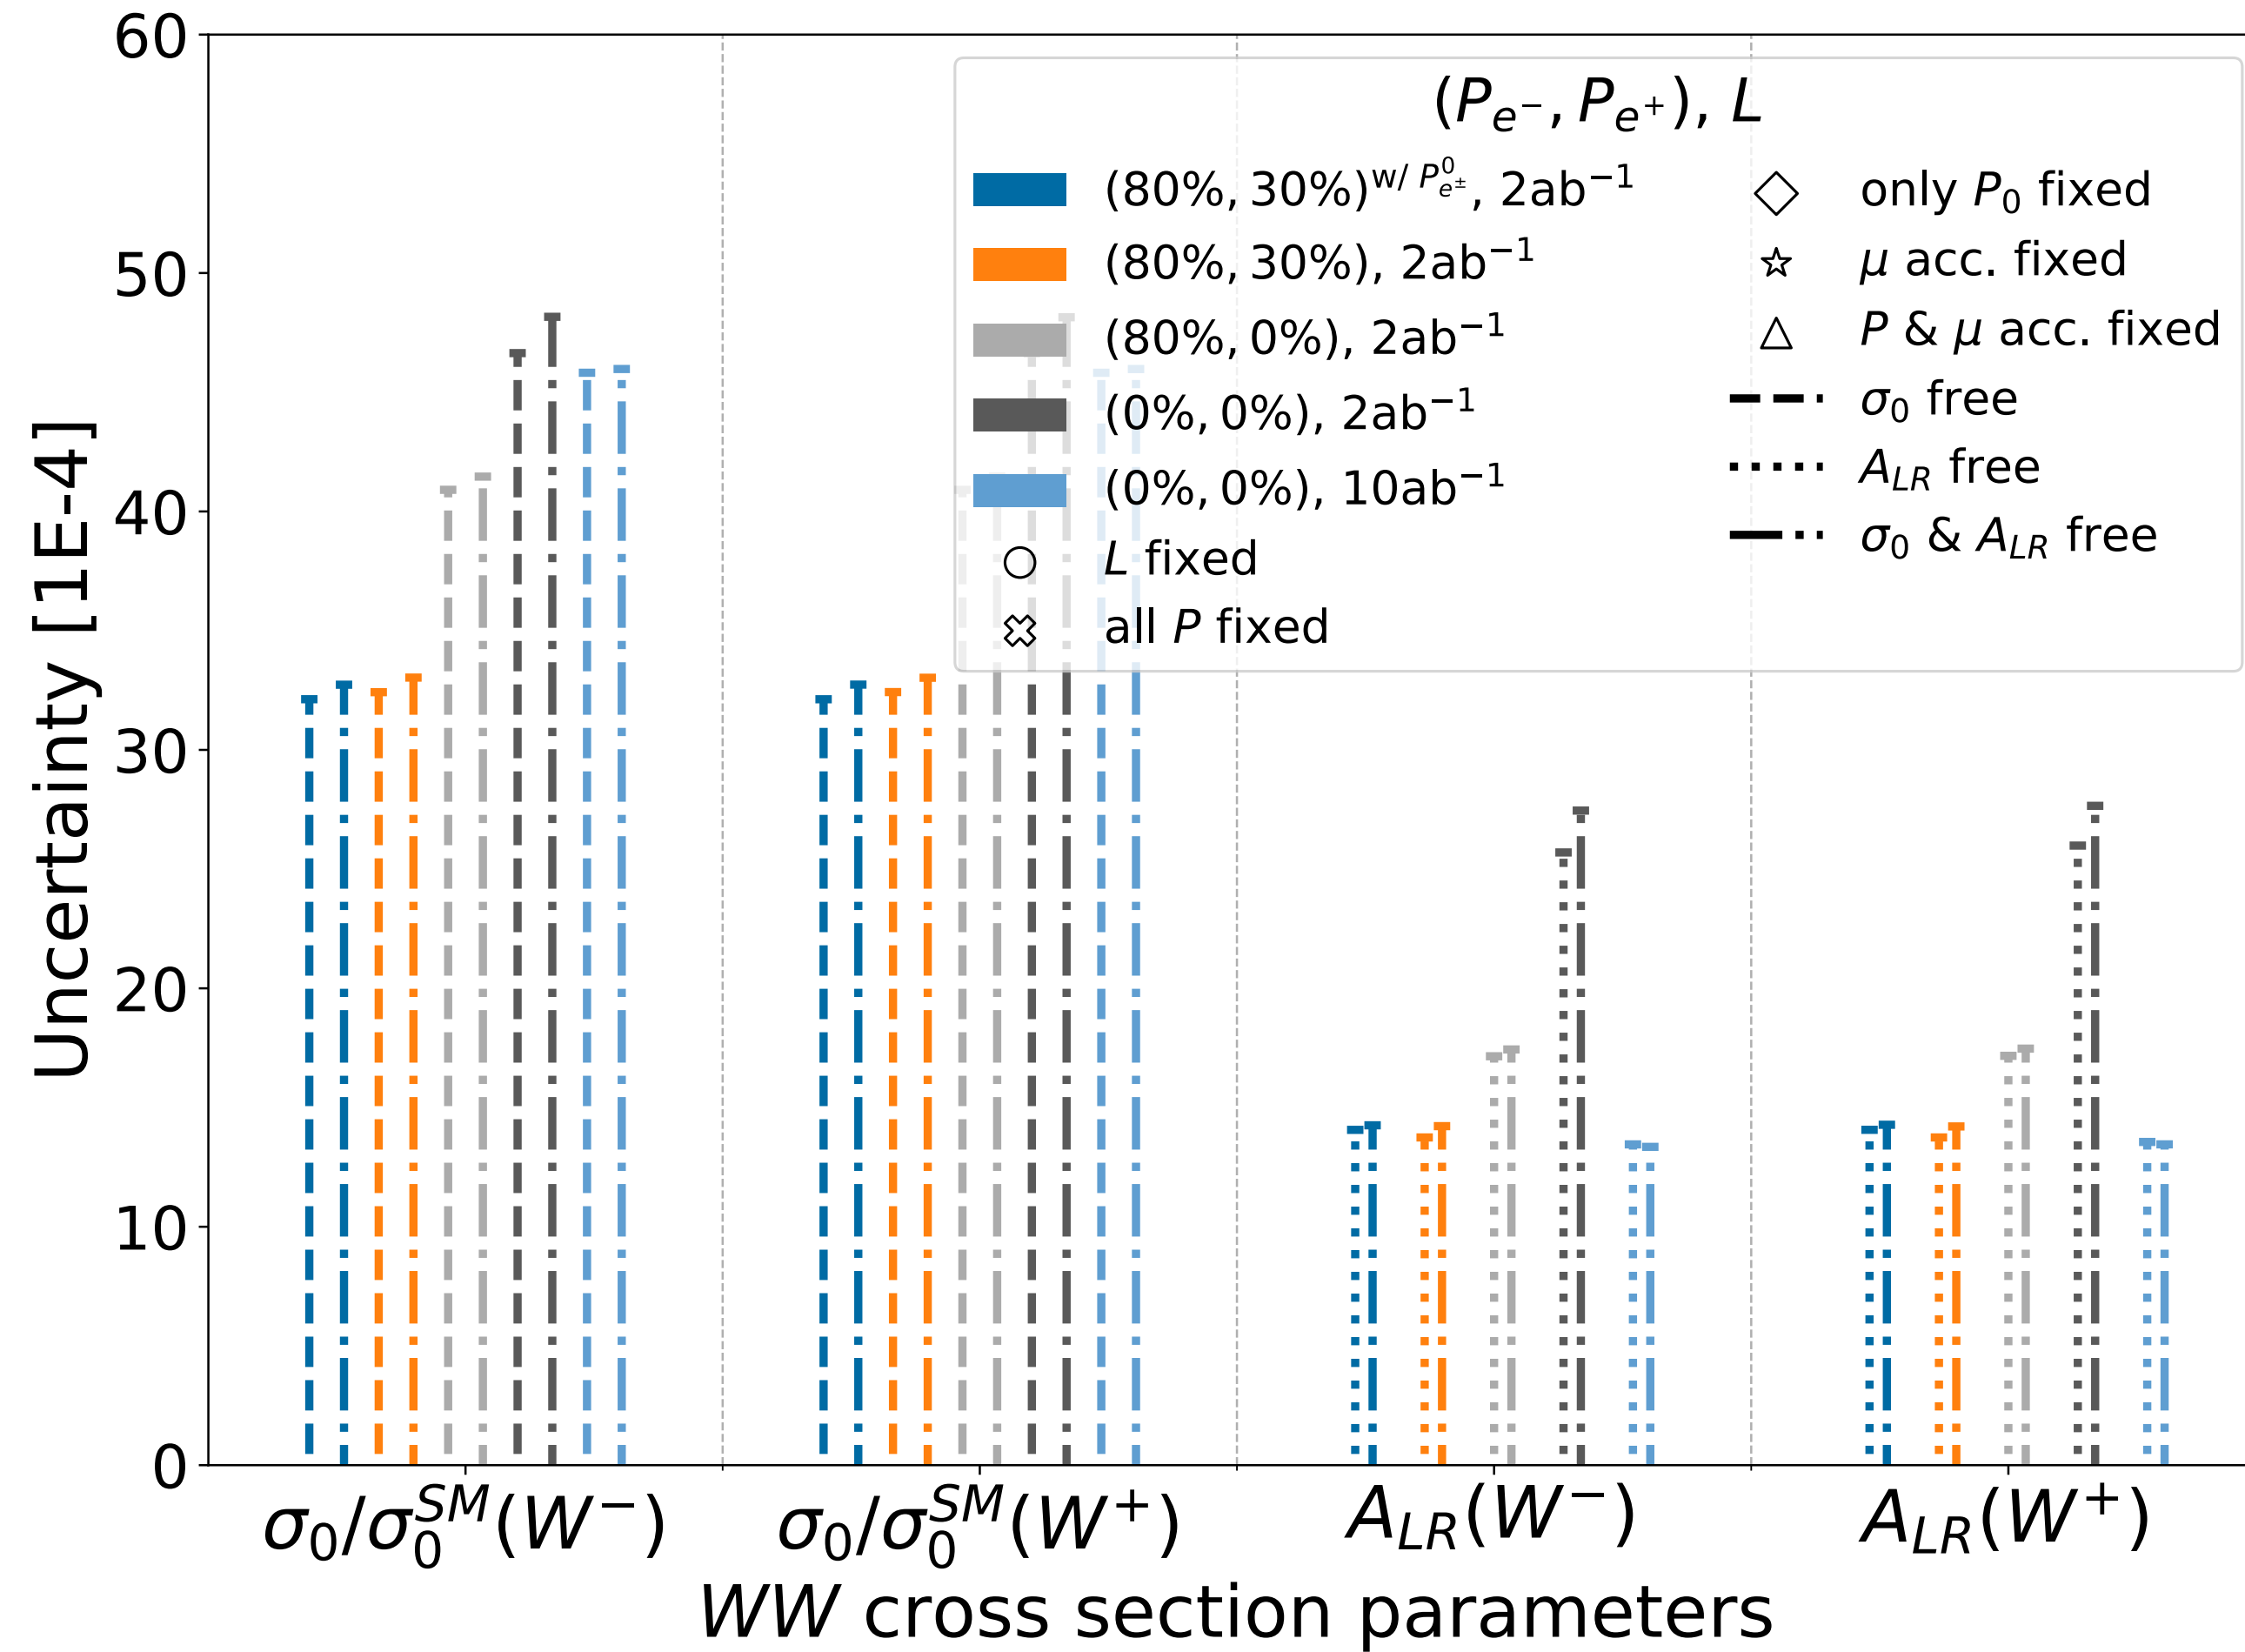 60
50
40
30
20
10
0
Uncertainty [1E-4]
(P_{e^-}, P_{e^+}), L
(80%, 30%)^{w/ P^0_{e^±}}, 2ab^{−1}
(80%, 30%), 2ab^{−1}
(80%, 0%), 2ab^{−1}
(0%, 0%), 2ab^{−1}
(0%, 0%), 10ab^{−1}
L fixed
all P fixed
only P_0 fixed
μ acc. fixed
P & μ acc. fixed
σ_0 free
A_{LR} free
σ_0 & A_{LR} free
σ_0/σ_0^{SM}(W^−)
σ_0/σ_0^{SM}(W^+)
A_{LR}(W^−)
A_{LR}(W^+)
WW cross section parameters